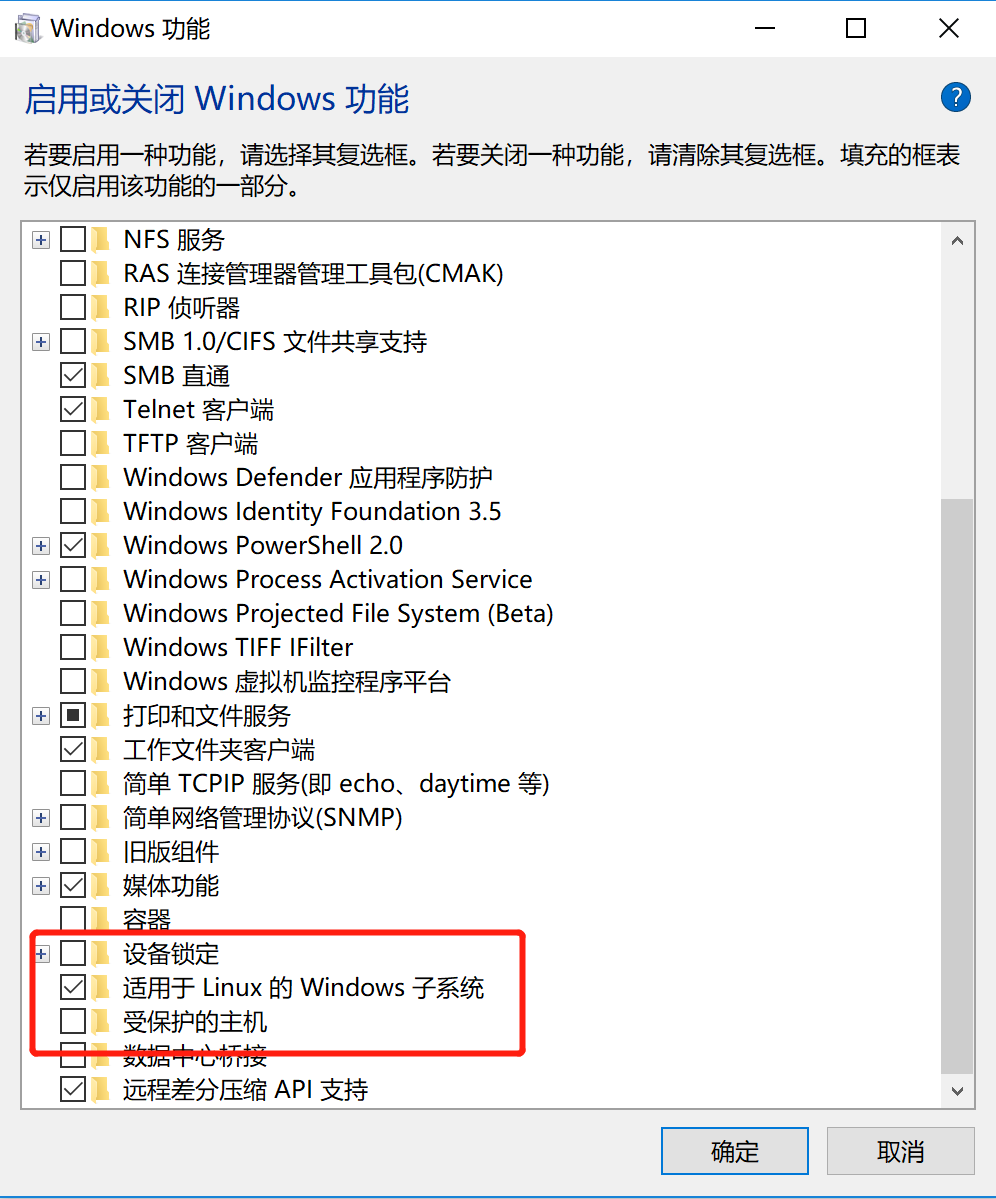 Windows 功能
启用或关闭 Windows 功能
?
若要启用一种功能，请选择其复选框。若要关闭一种功能，请清除其复选框。填充的框表
示仅启用该功能的一部分。
NFS 服务
RAS 连接管理器管理工具包(CMAK)
RIP 侦听器
SMB 1.0/CIFS 文件共享支持
SMB 直通
Telnet 客户端
TFTP 客户端
Windows Defender 应用程序防护
Windows Identity Foundation 3.5
Windows PowerShell 2.0
Windows Process Activation Service
Windows Projected File System (Beta)
Windows TIFF IFilter
Windows 虚拟机监控程序平台
打印和文件服务
工作文件夹客户端
简单 TCPIP 服务(即 echo、daytime 等)
简单网络管理协议(SNMP)
旧版组件
媒体功能
容器
设备锁定
适用于 Linux 的 Windows 子系统
受保护的主机
数据中心桥接
远程差分压缩 API 支持
确定
取消